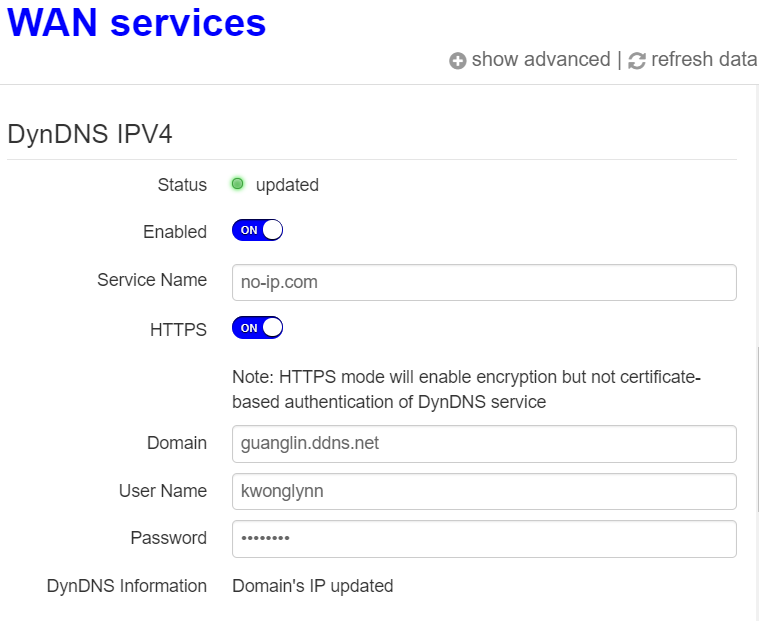 WAN services
show advanced | refresh data
DynDNS IPV4
Status updated
Enabled ON
Service Name no-ip.com
HTTPS ON
Note: HTTPS mode will enable encryption but not certificate-
based authentication of DynDNS service
Domain guanglin.ddns.net
User Name kwonglynn
Password ••••••••
DynDNS Information Domain's IP updated